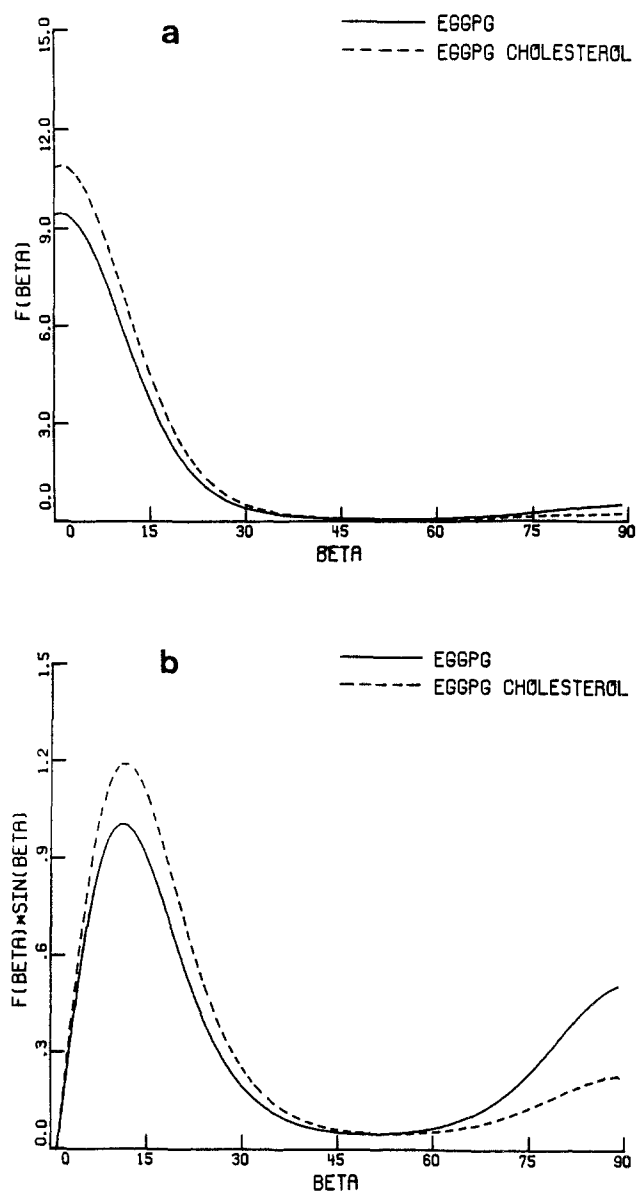 a
EGGPG
EGGPG CHOLESTEROL
15.0
12.0
9.0
6.0
3.0
0.0
F(BETA)
0 15 30 45 60 75 90
BETA
b
EGGPG
EGGPG CHOLESTEROL
1.5
1.2
.9
.6
.3
0.0
F(BETA)*SIN(BETA)
0 15 30 45 60 75 90
BETA